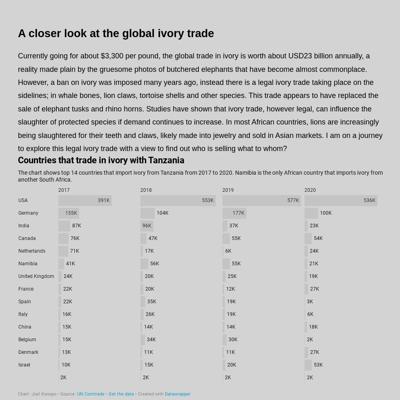 A closer look at the global ivory trade
Currently going for about $3,300 per pound, the global trade in ivory is worth about USD23 billion annually, a
reality made plain by the gruesome photos of butchered elephants that have become almost commonplace.
However, a ban on ivory was imposed many years ago, instead there is a legal ivory trade taking place on the
sidelines; in whale bones, lion claws, tortoise shells and other species. This trade appears to have replaced the
sale of elephant tusks and rhino horns. Studies have shown that ivory trade, however legal, can influence the
slaughter of protected species if demand continues to increase. In most African countries, lions are increasingly
being slaughtered for their teeth and claws, likely made into jewelry and sold in Asian markets. I am on a journey
to explore this legal ivory trade with a view to find out who is selling what to whom?
Countries that trade in ivory with Tanzania
The chart shows top 14 countries that import ivory from Tanzania from 2017 to 2020. Namibia is the only African country that imports ivory from
another South Africa.
2017 2018 2019 2020
USA 391K 553K 577K 536K
Germany 155K 104K 177K 100K
India 87K 96K 37K 23K
Canada 76K 47K 55K 54K
Netherlands 71K 17K 6K 24K
Namibia 41K 56K 55K 21K
United Kingdom 24K 20K 25K 19K
France 22K 20K 12K 27K
Spain 22K 35K 19K 3K
Italy 16K 26K 19K 6K
China 15K 14K 14K 18K
Belgium 15K 34K 30K 2K
Denmark 13K 11K 11K 27K
Israel 10K 15K 20K 53K
2K 2K 2K 2K
Source: UN Comtrade • Get the data • Created with Datawrapper